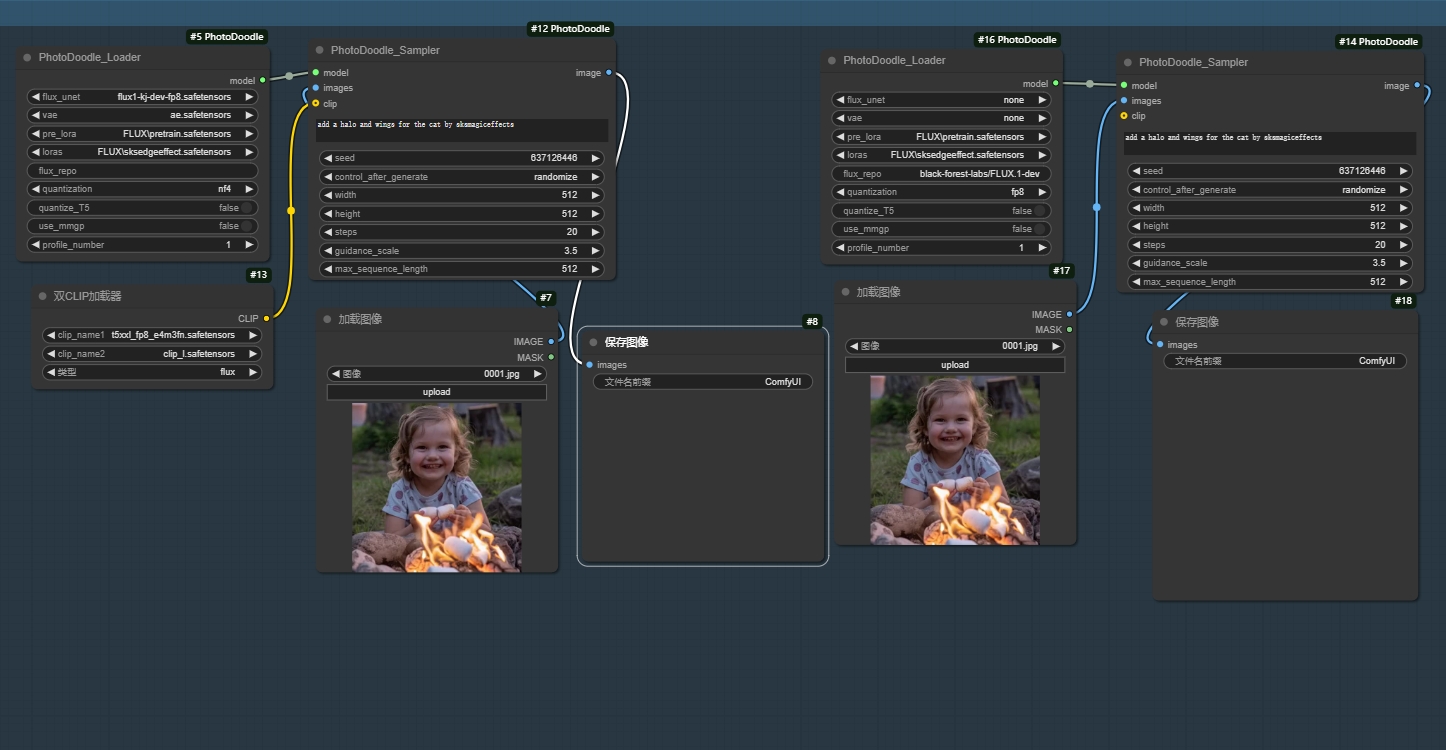 #5 PhotoDoodle
PhotoDoodle_Loader
model
flux_unet flux1-kj-dev-fp8.safetensors
vae ae.safetensors
pre_lora FLUX\pretrain.safetensors
loras FLUX\sksedgeeffect.safetensors
flux_repo
quantization nf4
quantize_T5 false
use_mmgp false
profile_number 1
#13
双CLIP加载器
CLIP
clip_name1 t5xxl_fp8_e4m3fn.safetensors
clip_name2 clip_l.safetensors
类型 flux
#12 PhotoDoodle
PhotoDoodle_Sampler
model image
images
clip
add a halo and wings for the cat by sksmagiceffects
seed 637126446
control_after_generate randomize
width 512
height 512
steps 20
guidance_scale 3.5
max_sequence_length 512
#7
加载图像
IMAGE
MASK
图像 0001.jpg
upload
#8
保存图像
images
文件名前缀 ComfyUI
#16 PhotoDoodle
PhotoDoodle_Loader
model
flux_unet none
vae none
pre_lora FLUX\pretrain.safetensors
loras FLUX\sksedgeeffect.safetensors
flux_repo black-forest-labs/FLUX.1-dev
quantization fp8
quantize_T5 false
use_mmgp false
profile_number 1
#17
加载图像
IMAGE
MASK
图像 0001.jpg
upload
#14 PhotoDoodle
PhotoDoodle_Sampler
model image
images
clip
add a halo and wings for the cat by sksmagiceffects
seed 637126446
control_after_generate randomize
width 512
height 512
steps 20
guidance_scale 3.5
max_sequence_length 512
#18
保存图像
images
文件名前缀 ComfyUI